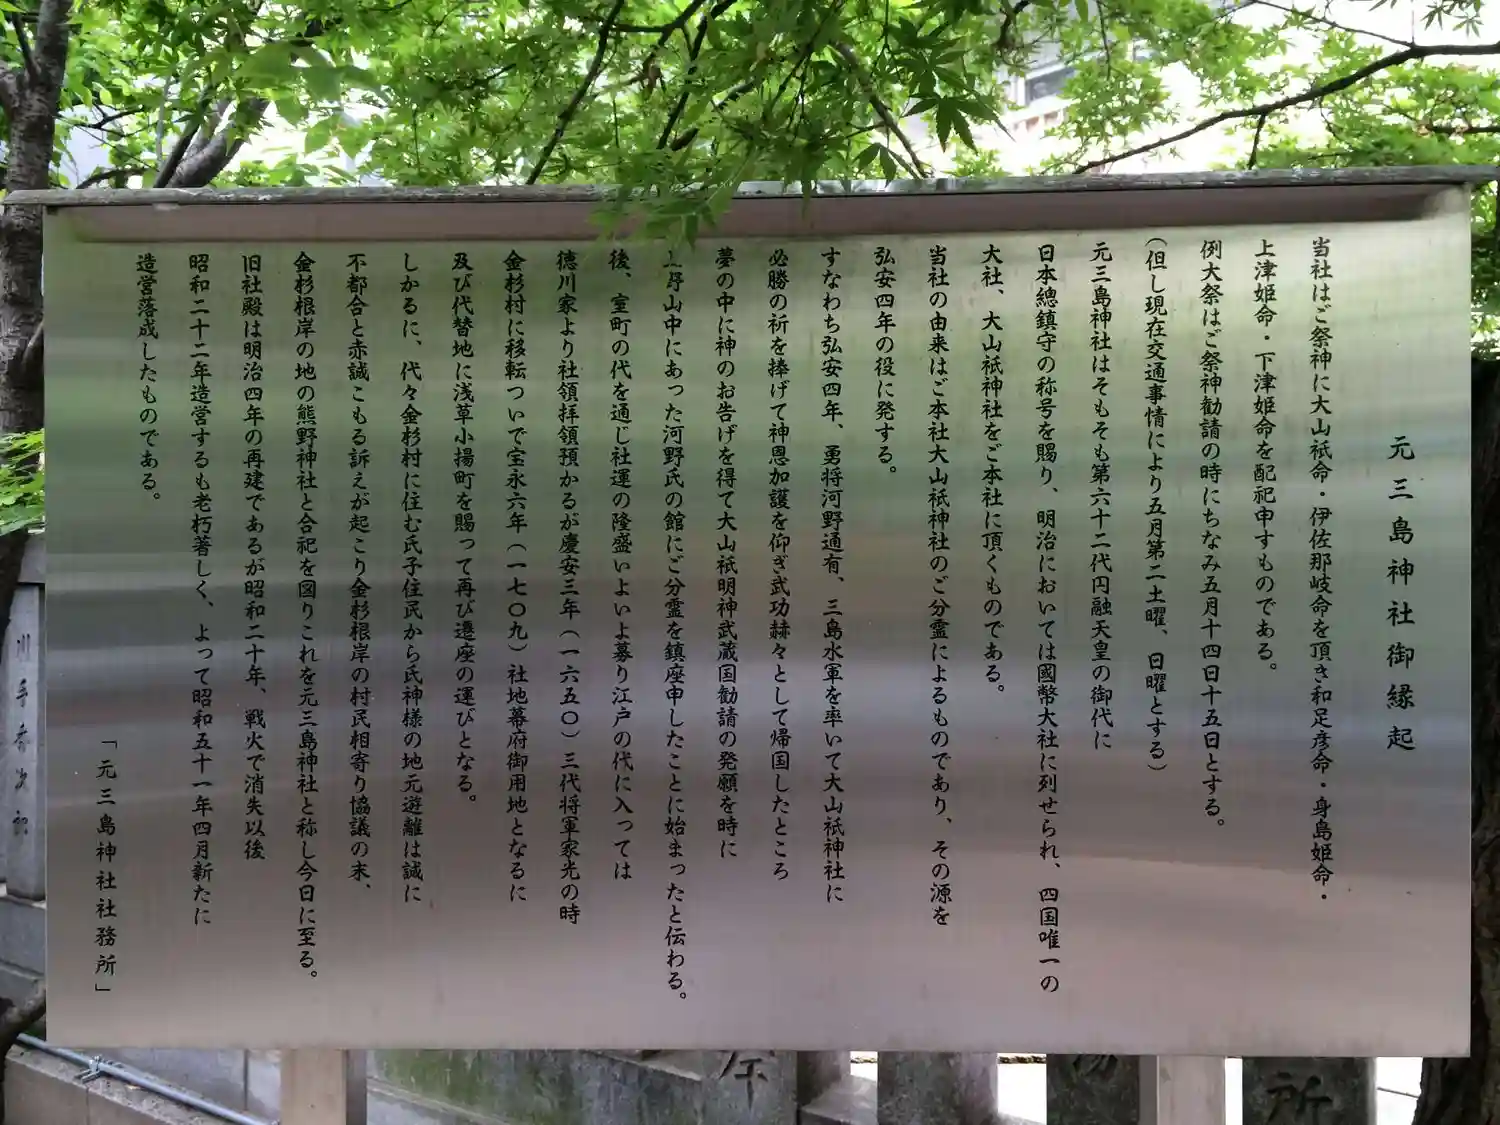 元三島神社御縁起
当社はご祭神に大山祇命・伊佐那岐命を頂き和足彦命・身島姫命・
上津姫命・下津姫命を配祀申すものである。
例大祭はご祭神勧請の時にちなみ五月十四日十五日とする。
(但し現在交通事情により五月第二土曜、日曜とする)
元三島神社はそもそも第六十二代円融天皇の御代に
日本總鎮守の称号を賜り、明治においては國幣大社に列せられ、四国唯一の
大社、大山祇神社をご本社に頂くものである。
当社の由来はご本社大山祇神社のご分霊によるものであり、その源を
弘安四年の役に発する。
すなわち弘安四年、勇将河野通有、三島水軍を率いて大山祇神社に
必勝の祈を捧げて神恩加護を仰ぎ武功赫々として帰国したところ
夢の中に神のお告げを得て大山祇明神武蔵国勧請の発願を時に
上野山中にあった河野氏の館にご分霊を鎮座申したことに始まったと伝わる。
後、室町の代を通じ社運の隆盛いよいよ募り江戸の代に入っては
徳川家より社領拝領預かるが慶安三年(一六五〇)三代将軍家光の時
金杉村に移転ついで宝永六年(一七〇九)社地幕府御用地となるに
及び代替地に浅草小揚町を賜って再び遷座の運びとなる。
しかるに、代々金杉村に住む氏子住民から氏神様の地元遊離は誠に
不都合と赤誠こもる訴えが起こり金杉根岸の村民相寄り協議の末、
金杉根岸の地の熊野神社と合祀を図りこれを元三島神社と称し今日に至る。
旧社殿は明治四年の再建であるが昭和二十年、戦火で消失以後
昭和二十二年造営するも老朽著しく、よって昭和五十一年四月新たに
造営落成したものである。
「元三島神社社務所」
所